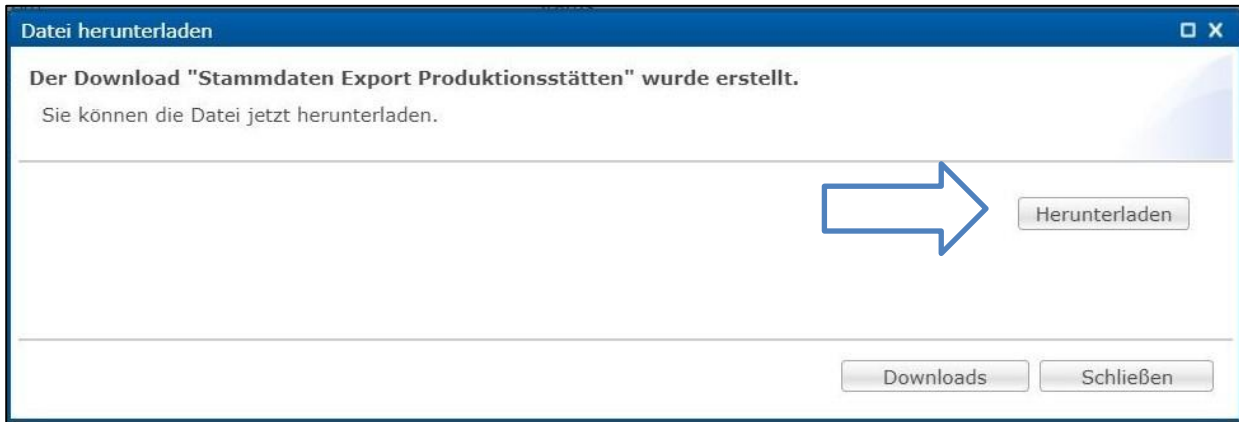 Datei herunterladen
Der Download "Stammdaten Export Produktionsstätten" wurde erstellt.
Sie können die Datei jetzt herunterladen.
Herunterladen
Downloads Schließen